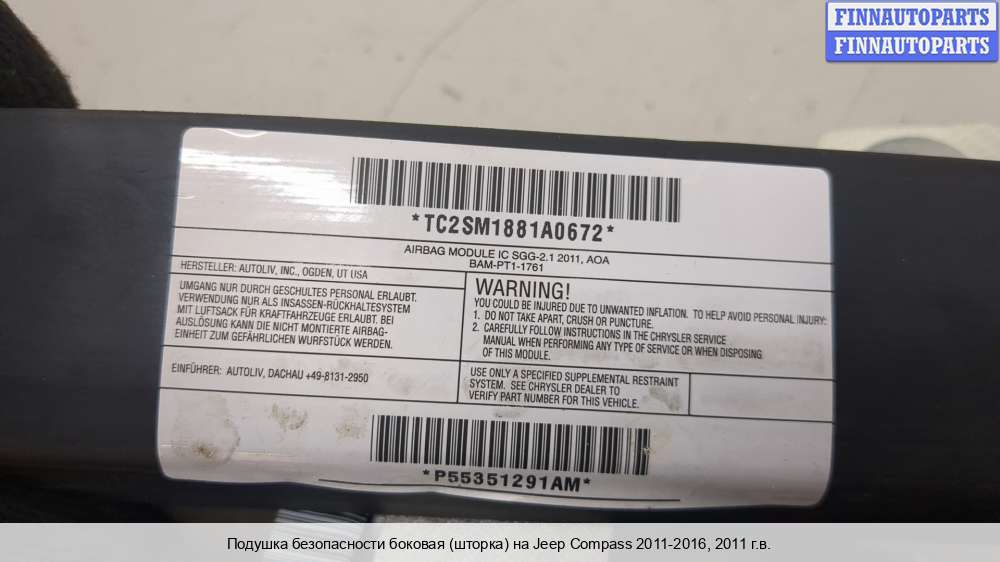 FINNAUTOPARTS
FINNAUTOPARTS
*TC2SM1881A0672*
AIRBAG MODULE IC SGG-2.1 2011, AOA
BAM-PT1-1761
HERSTELLER: AUTOLIV, INC., OGDEN, UT USA
UMGANG NUR DURCH GESCHULTES PERSONAL ERLAUBT.
VERWENDUNG NUR ALS INSASSEN-RÜCKHALTESYSTEM
MIT LUFTSACK FÜR KRAFTFAHRZEUGE ERLAUBT. BEI
AUSLÖSUNG KANN DIE NICHT MONTIERTE AIRBAG-
EINHEIT ZUM GEFÄHRLICHEN WURFSTÜCK WERDEN.
EINFÜHRER: AUTOLIV, DACHAU +49-8131-2950
WARNING!
YOU COULD BE INJURED DUE TO UNWANTED INFLATION. TO HELP AVOID PERSONAL INJURY:
1. DO NOT TAKE APART, CRUSH OR PUNCTURE.
2. CAREFULLY FOLLOW INSTRUCTIONS IN THE CHRYSLER SERVICE
MANUAL WHEN PERFORMING ANY TYPE OF SERVICE OR WHEN DISPOSING
OF THIS MODULE.
USE ONLY A SPECIFIED SUPPLEMENTAL RESTRAINT
SYSTEM. SEE CHRYSLER DEALER TO
VERIFY PART NUMBER FOR THIS VEHICLE.
*P55351291AM*
Подушка безопасности боковая (шторка) на Jeep Compass 2011-2016, 2011 г.в.